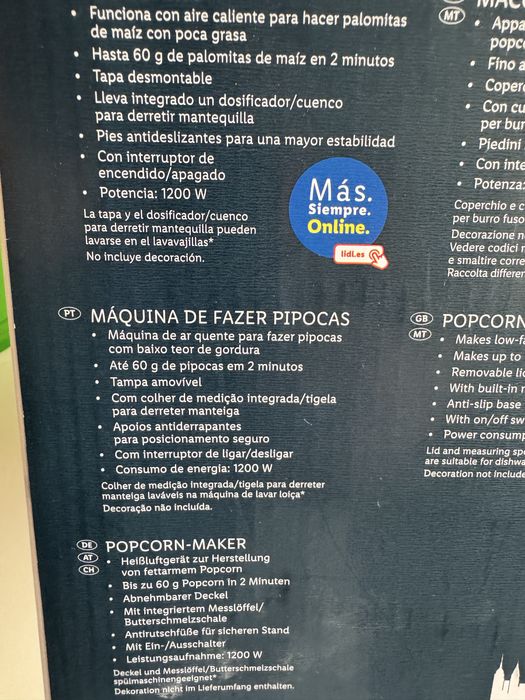 • Funciona con aire caliente para hacer palomitas
de maíz con poca grasa
• Hasta 60 g de palomitas de maíz en 2 minutos
• Tapa desmontable
• Lleva integrado un dosificador/cuenco
para derretir mantequilla
• Pies antideslizantes para una mayor estabilidad
• Con interruptor de
encendido/apagado
• Potencia: 1200 W
La tapa y el dosificador/cuenco
para derretir mantequilla pueden
lavarse en el lavavajillas*
No incluye decoración.
Más.
Siempre.
Online.
lidl.es
PT MÁQUINA DE FAZER PIPOCAS
• Máquina de ar quente para fazer pipocas
com baixo teor de gordura
• Até 60 g de pipocas em 2 minutos
• Tampa amovível
• Com colher de medição integrada/tigela
para derreter manteiga
• Apoios antiderrapantes
para posicionamento seguro
• Com interruptor de ligar/desligar
• Consumo de energia: 1200 W
Colher de medição integrada/tigela para derreter
manteiga laváveis na máquina de lavar loiça*
Decoração não incluída.
DE AT CH POPCORN-MAKER
• Heißluftgerät zur Herstellung
von fettarmem Popcorn
• Bis zu 60 g Popcorn in 2 Minuten
• Abnehmbarer Deckel
• Mit integriertem Messlöffel/
Butterschmelzschale
• Antirutschfüße für sicheren Stand
• Mit Ein-/Ausschalter
• Leistungsaufnahme: 1200 W
Deckel und Messlöffel/Butterschmelzschale
spülmaschinengeeignet*
Dekoration nicht im Lieferumfang enthalten.
MT
• Appa
popc
• Fino a
• Coperc
• Con cu
per bur
• Piedini
• Con inte
• Potenza:
Coperchio e c
per burro fuso
Decorazione n
Vedere codici
e smaltire corre
Raccolta differen
GB MT POPCORN
• Makes low-fa
• Makes up to
• Removable lid
• With built-in
• Anti-slip base
• With on/off sw
• Power consump
Lid and measuring spo
are suitable for dishwa
Decoration not include